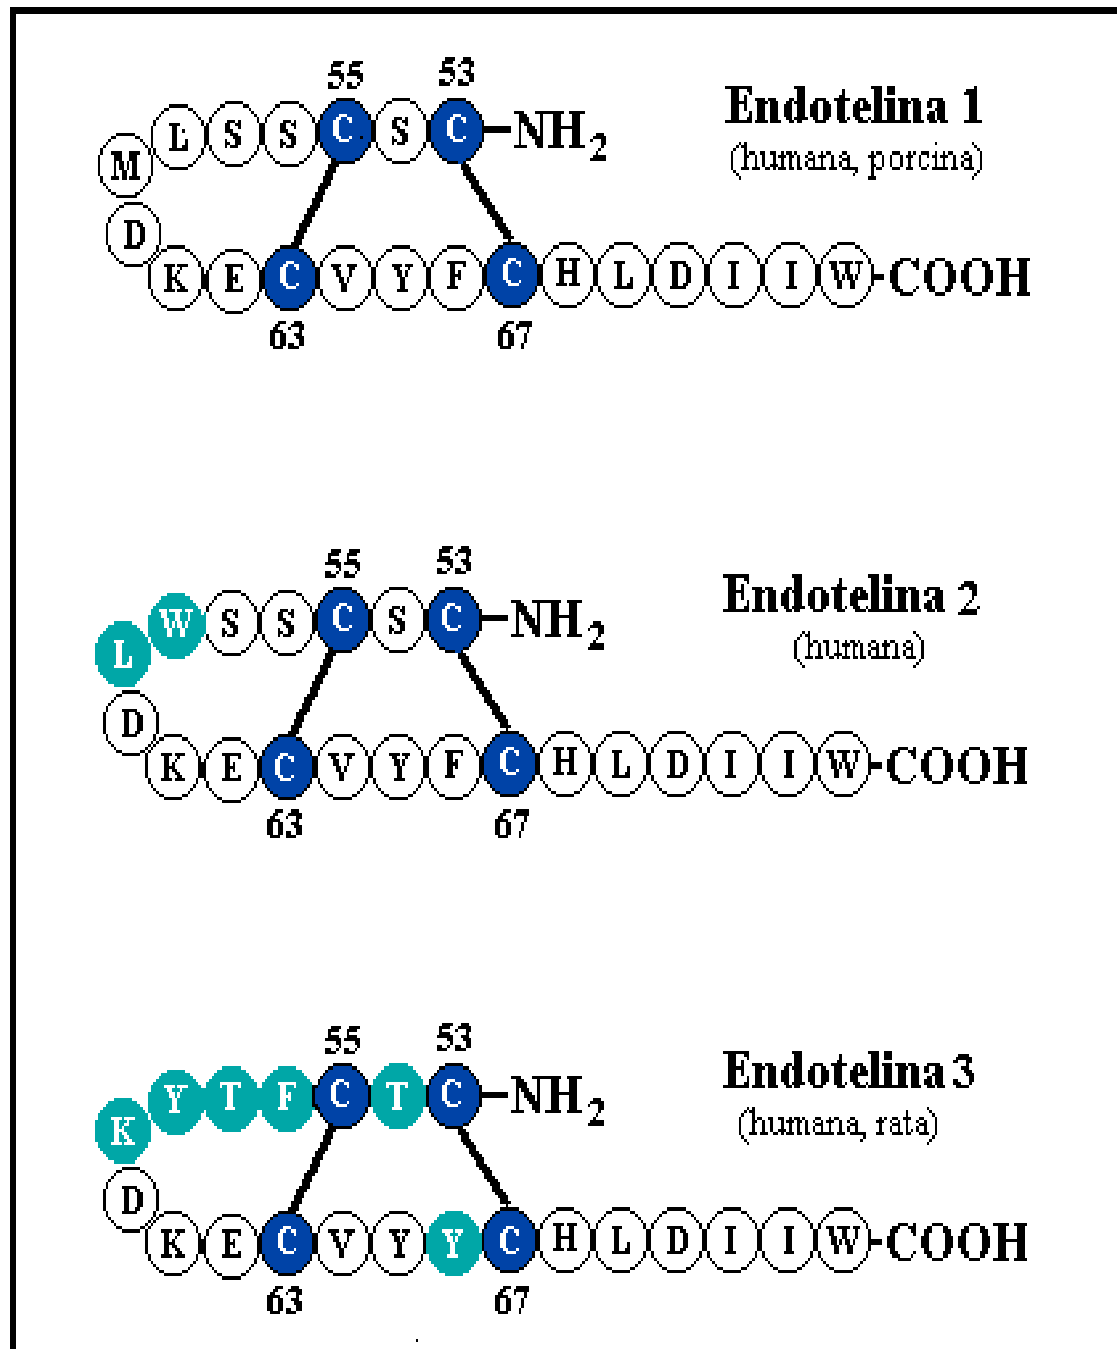 55 53
L S S C S C -NH2
Endotelina 1
(humana, porcina)
M
D
K E C V Y F C H L D I I W -COOH
63 67
55 53
W S S C S C -NH2
Endotelina 2
(humana)
L
D
K E C V Y F C H L D I I W -COOH
63 67
55 53
Y T F C T C -NH2
Endotelina 3
(humana, rata)
K
D
K E C V Y Y C H L D I I W -COOH
63 67